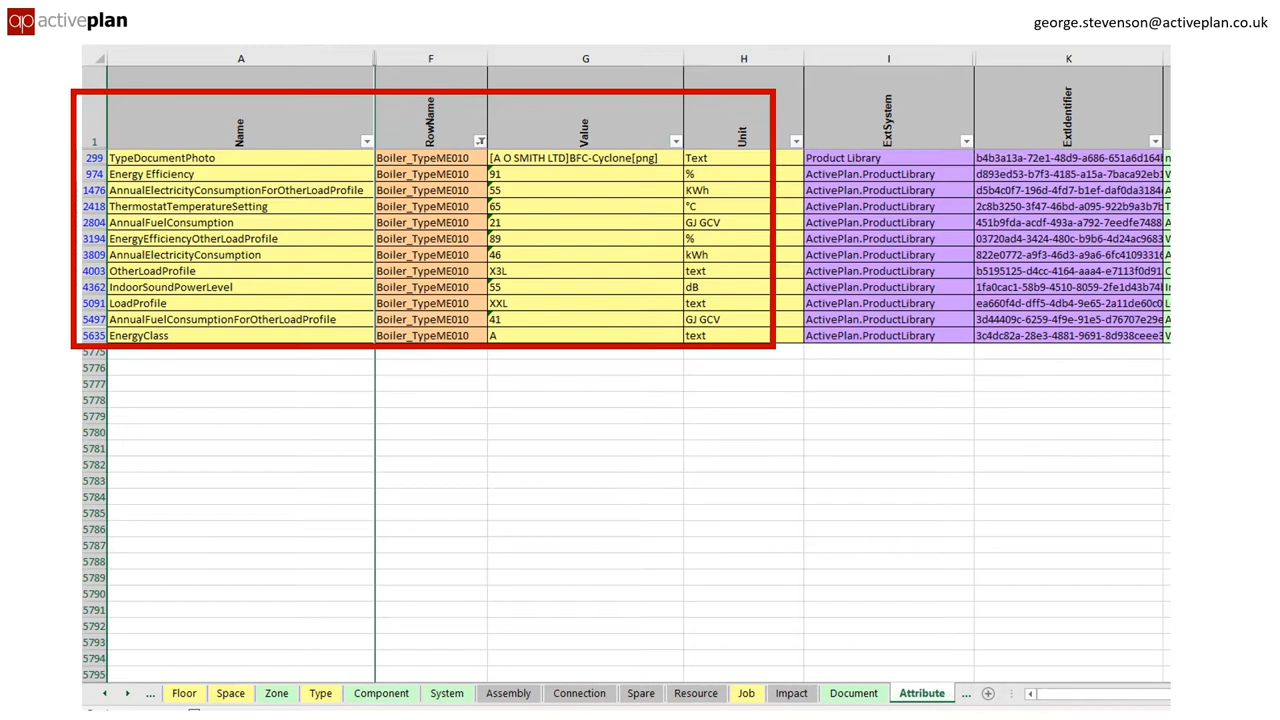 ap activeplan
george.stevenson@activeplan.co.uk
A F G H I K
1 Name RowName Value Unit ExtSystem ExtIdentifier
299 TypeDocumentPhoto Boiler_TypeME010 [A O SMITH LTD]BFC-Cyclone[png] Text Product Library b4b3a13a-72e1-48d9-a686-651a6d164b
974 Energy Efficiency Boiler_TypeME010 91 % ActivePlan.ProductLibrary d893ed53-b7f3-4185-a15a-7baca92eb1
1476 AnnualElectricityConsumptionForOtherLoadProfile Boiler_TypeME010 55 KWh ActivePlan.ProductLibrary d5b4c0f7-196d-4fd7-b1ef-daf0da3184
2418 ThermostatTemperatureSetting Boiler_TypeME010 65 °C ActivePlan.ProductLibrary 2c8b3250-3f47-46bd-a095-922b9a3b7b
2804 AnnualFuelConsumption Boiler_TypeME010 21 GJ GCV ActivePlan.ProductLibrary 451b9fda-acdf-493a-a792-7eedfe7488
3194 EnergyEfficiencyOtherLoadProfile Boiler_TypeME010 89 % ActivePlan.ProductLibrary 03720ad4-3424-480c-b9b6-4d24ac9683
3809 AnnualElectricityConsumption Boiler_TypeME010 46 kWh ActivePlan.ProductLibrary 822e0772-a9f3-46d3-a9a6-6fc4109331
4003 OtherLoadProfile Boiler_TypeME010 X3L text ActivePlan.ProductLibrary b5195125-d4cc-4164-aaa4-e7113f0d91
4362 IndoorSoundPowerLevel Boiler_TypeME010 55 dB ActivePlan.ProductLibrary 1fa0cac1-58b9-4510-8059-2fe1d43b74
5091 LoadProfile Boiler_TypeME010 XXL text ActivePlan.ProductLibrary ea660f4d-dff5-4db4-9e65-2a11de60c0
5497 AnnualFuelConsumptionForOtherLoadProfile Boiler_TypeME010 41 GJ GCV ActivePlan.ProductLibrary 3d44409c-6259-4f9e-91e5-d76707e29e
5635 EnergyClass Boiler_TypeME010 A text ActivePlan.ProductLibrary 3c4dc82a-28e3-4881-9691-8d938ceee3
5775
5776
5777
5778
5779
5780
5781
5782
5783
5784
5785
5786
5787
5788
5789
5790
5791
5792
5793
5794
5795
... Floor Space Zone Type Component System Assembly Connection Spare Resource Job Impact Document Attribute ...